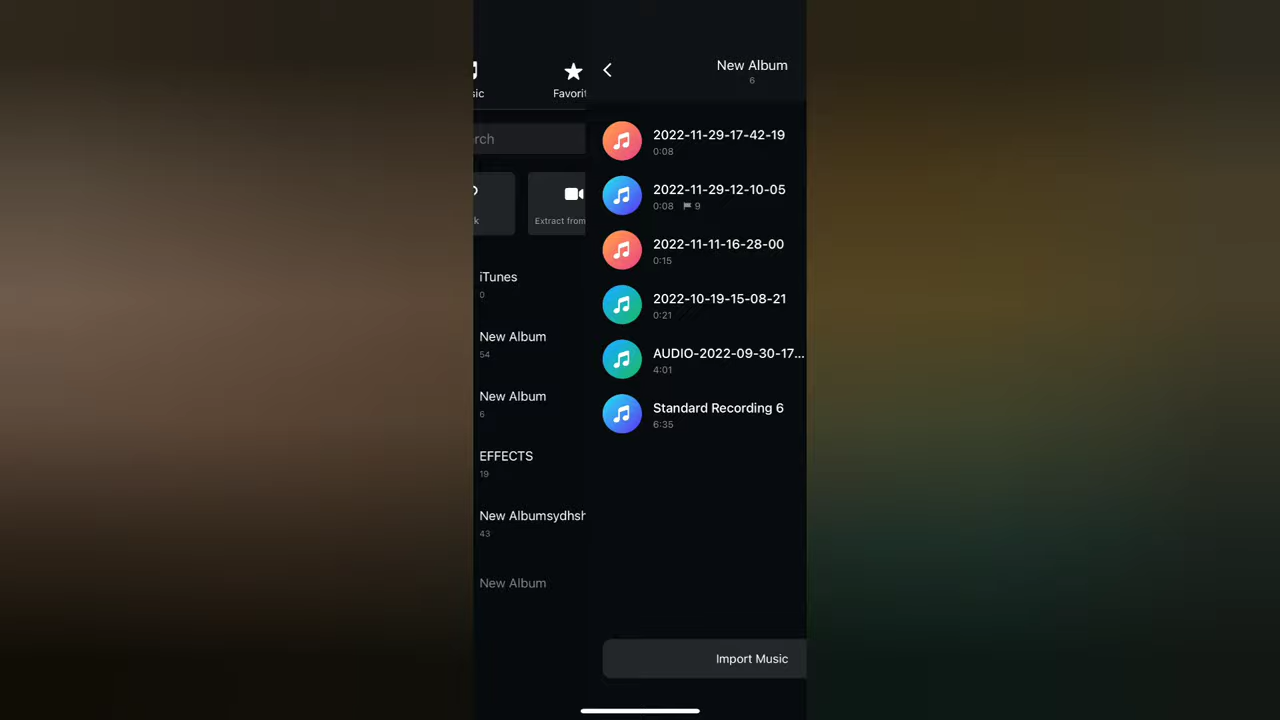 Favorit
iTunes
0
New Album
54
New Album
6
EFFECTS
19
New Albumsydhsh
43
New Album
Extract from
New Album
6
2022-11-29-17-42-19
0:08
2022-11-29-12-10-05
0:08 9
2022-11-11-16-28-00
0:15
2022-10-19-15-08-21
0:21
AUDIO-2022-09-30-17...
4:01
Standard Recording 6
6:35
Import Music